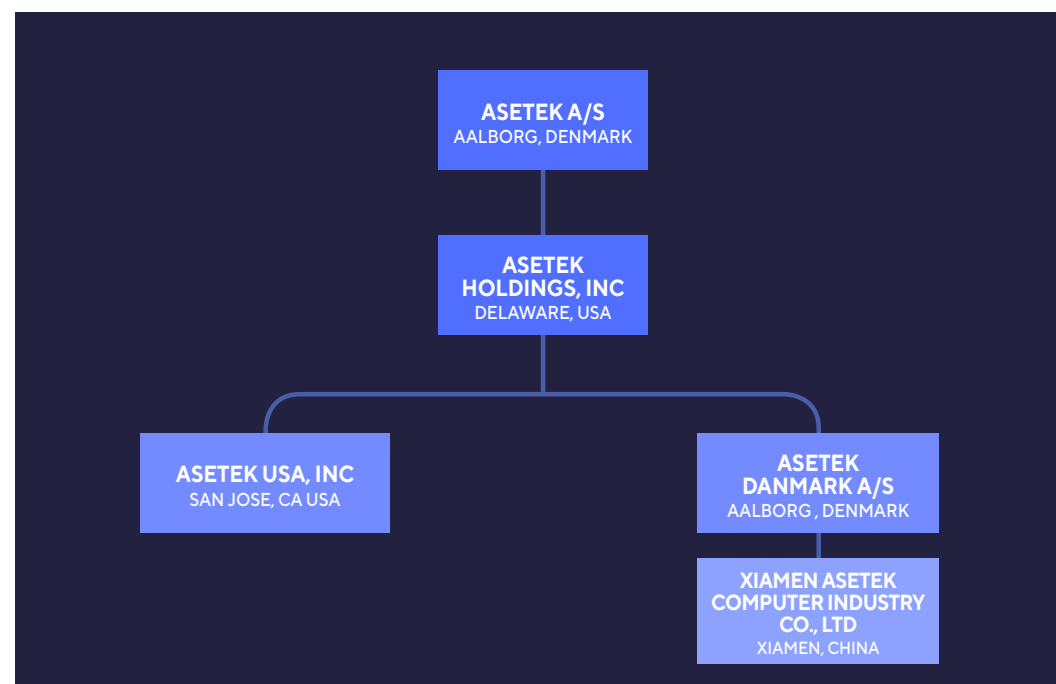 ASETEK A/S
AALBORG, DENMARK
ASETEK
HOLDINGS, INC
DELAWARE, USA
ASETEK USA, INC
SAN JOSE, CA USA
ASETEK
DANMARK A/S
AALBORG , DENMARK
XIAMEN ASETEK
COMPUTER INDUSTRY
CO., LTD
XIAMEN, CHINA